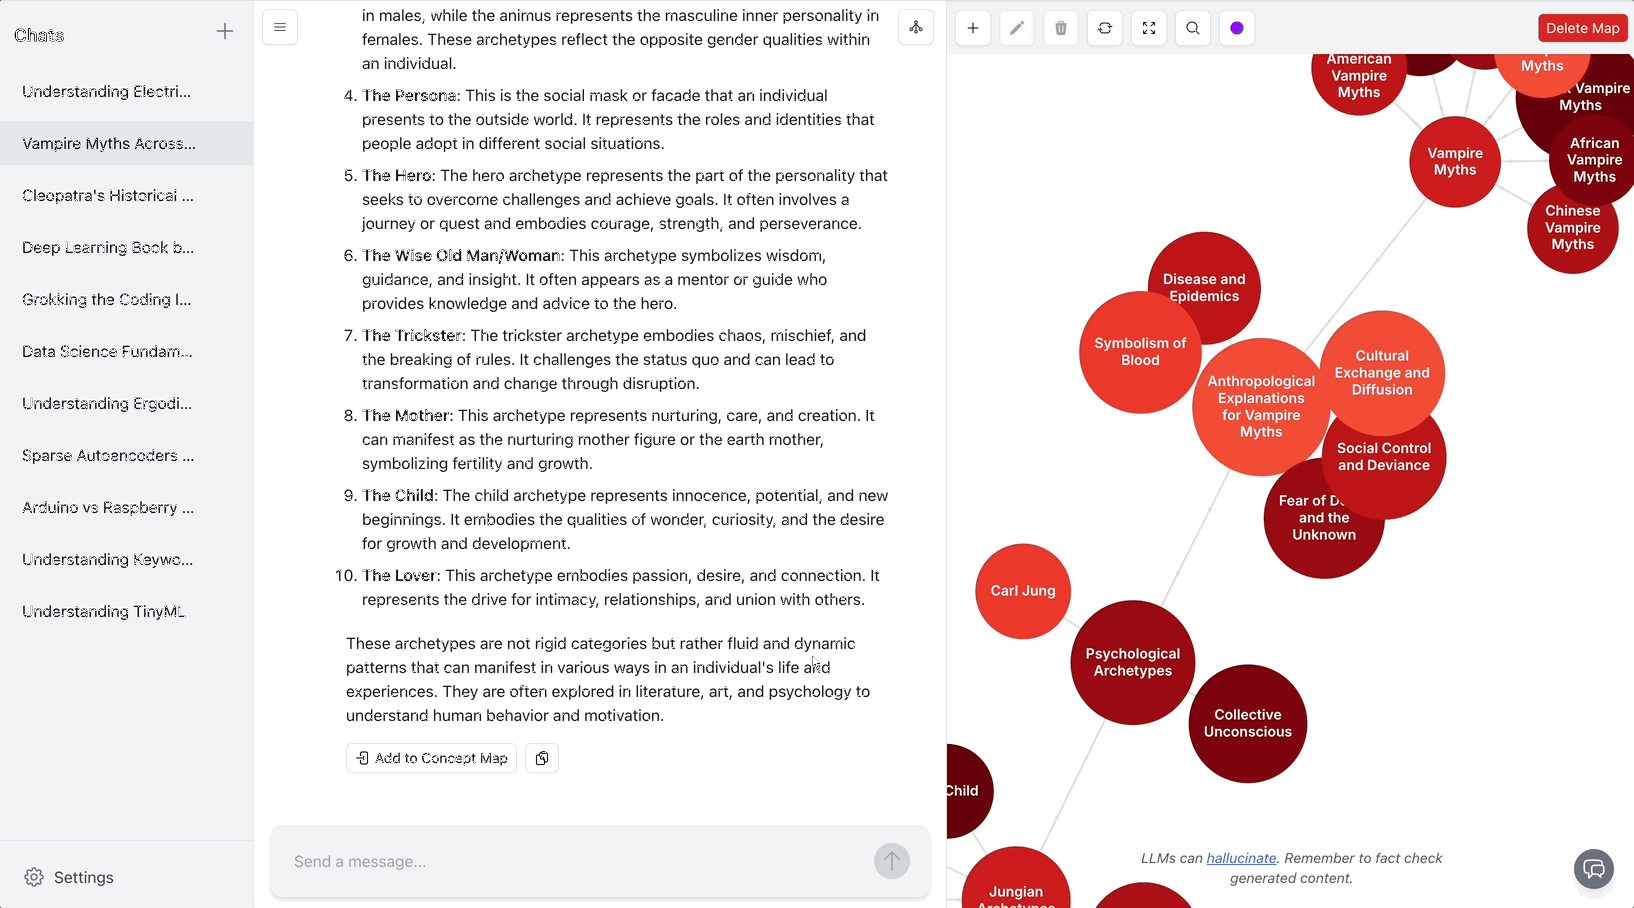 Chats
Understanding Electri...
Vampire Myths Across...
Cleopatra's Historical ...
Deep Learning Book b...
Grokking the Coding I...
Data Science Fundam...
Understanding Ergodi...
Sparse Autoencoders ...
Arduino vs Raspberry ...
Understanding Keywo...
Understanding TinyML
Settings
in males, while the animus represents the masculine inner personality in
females. These archetypes reflect the opposite gender qualities within
an individual.
4. The Persona: This is the social mask or facade that an individual
presents to the outside world. It represents the roles and identities that
people adopt in different social situations.
5. The Hero: The hero archetype represents the part of the personality that
seeks to overcome challenges and achieve goals. It often involves a
journey or quest and embodies courage, strength, and perseverance.
6. The Wise Old Man/Woman: This archetype symbolizes wisdom,
guidance, and insight. It often appears as a mentor or guide who
provides knowledge and advice to the hero.
7. The Trickster: The trickster archetype embodies chaos, mischief, and
the breaking of rules. It challenges the status quo and can lead to
transformation and change through disruption.
8. The Mother: This archetype represents nurturing, care, and creation. It
can manifest as the nurturing mother figure or the earth mother,
symbolizing fertility and growth.
9. The Child: The child archetype represents innocence, potential, and new
beginnings. It embodies the qualities of wonder, curiosity, and the desire
for growth and development.
10. The Lover: This archetype embodies passion, desire, and connection. It
represents the drive for intimacy, relationships, and union with others.
These archetypes are not rigid categories but rather fluid and dynamic
patterns that can manifest in various ways in an individual's life and
experiences. They are often explored in literature, art, and psychology to
understand human behavior and motivation.
Add to Concept Map
Send a message...
Delete Map
American
Vampire
Myths
Myths
Vampire
Myths
African
Vampire
Myths
Vampire
Myths
Chinese
Vampire
Myths
Disease and
Epidemics
Symbolism of
Blood
Anthropological
Explanations
for Vampire
Myths
Cultural
Exchange and
Diffusion
Social Control
and Deviance
Fear of
and the
Unknown
Carl Jung
Psychological
Archetypes
Collective
Unconscious
Child
Jungian
Archetypes
LLMs can hallucinate. Remember to fact check
generated content.